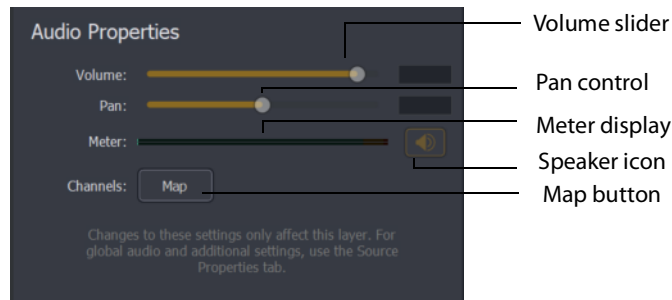 Audio Properties
Volume slider
Volume:
Pan control
Pan:
Meter display
Meter:
Speaker icon
Channels: Map
Map button
Changes to these settings only affect this layer. For
global audio and additional settings, use the Source
Properties tab.